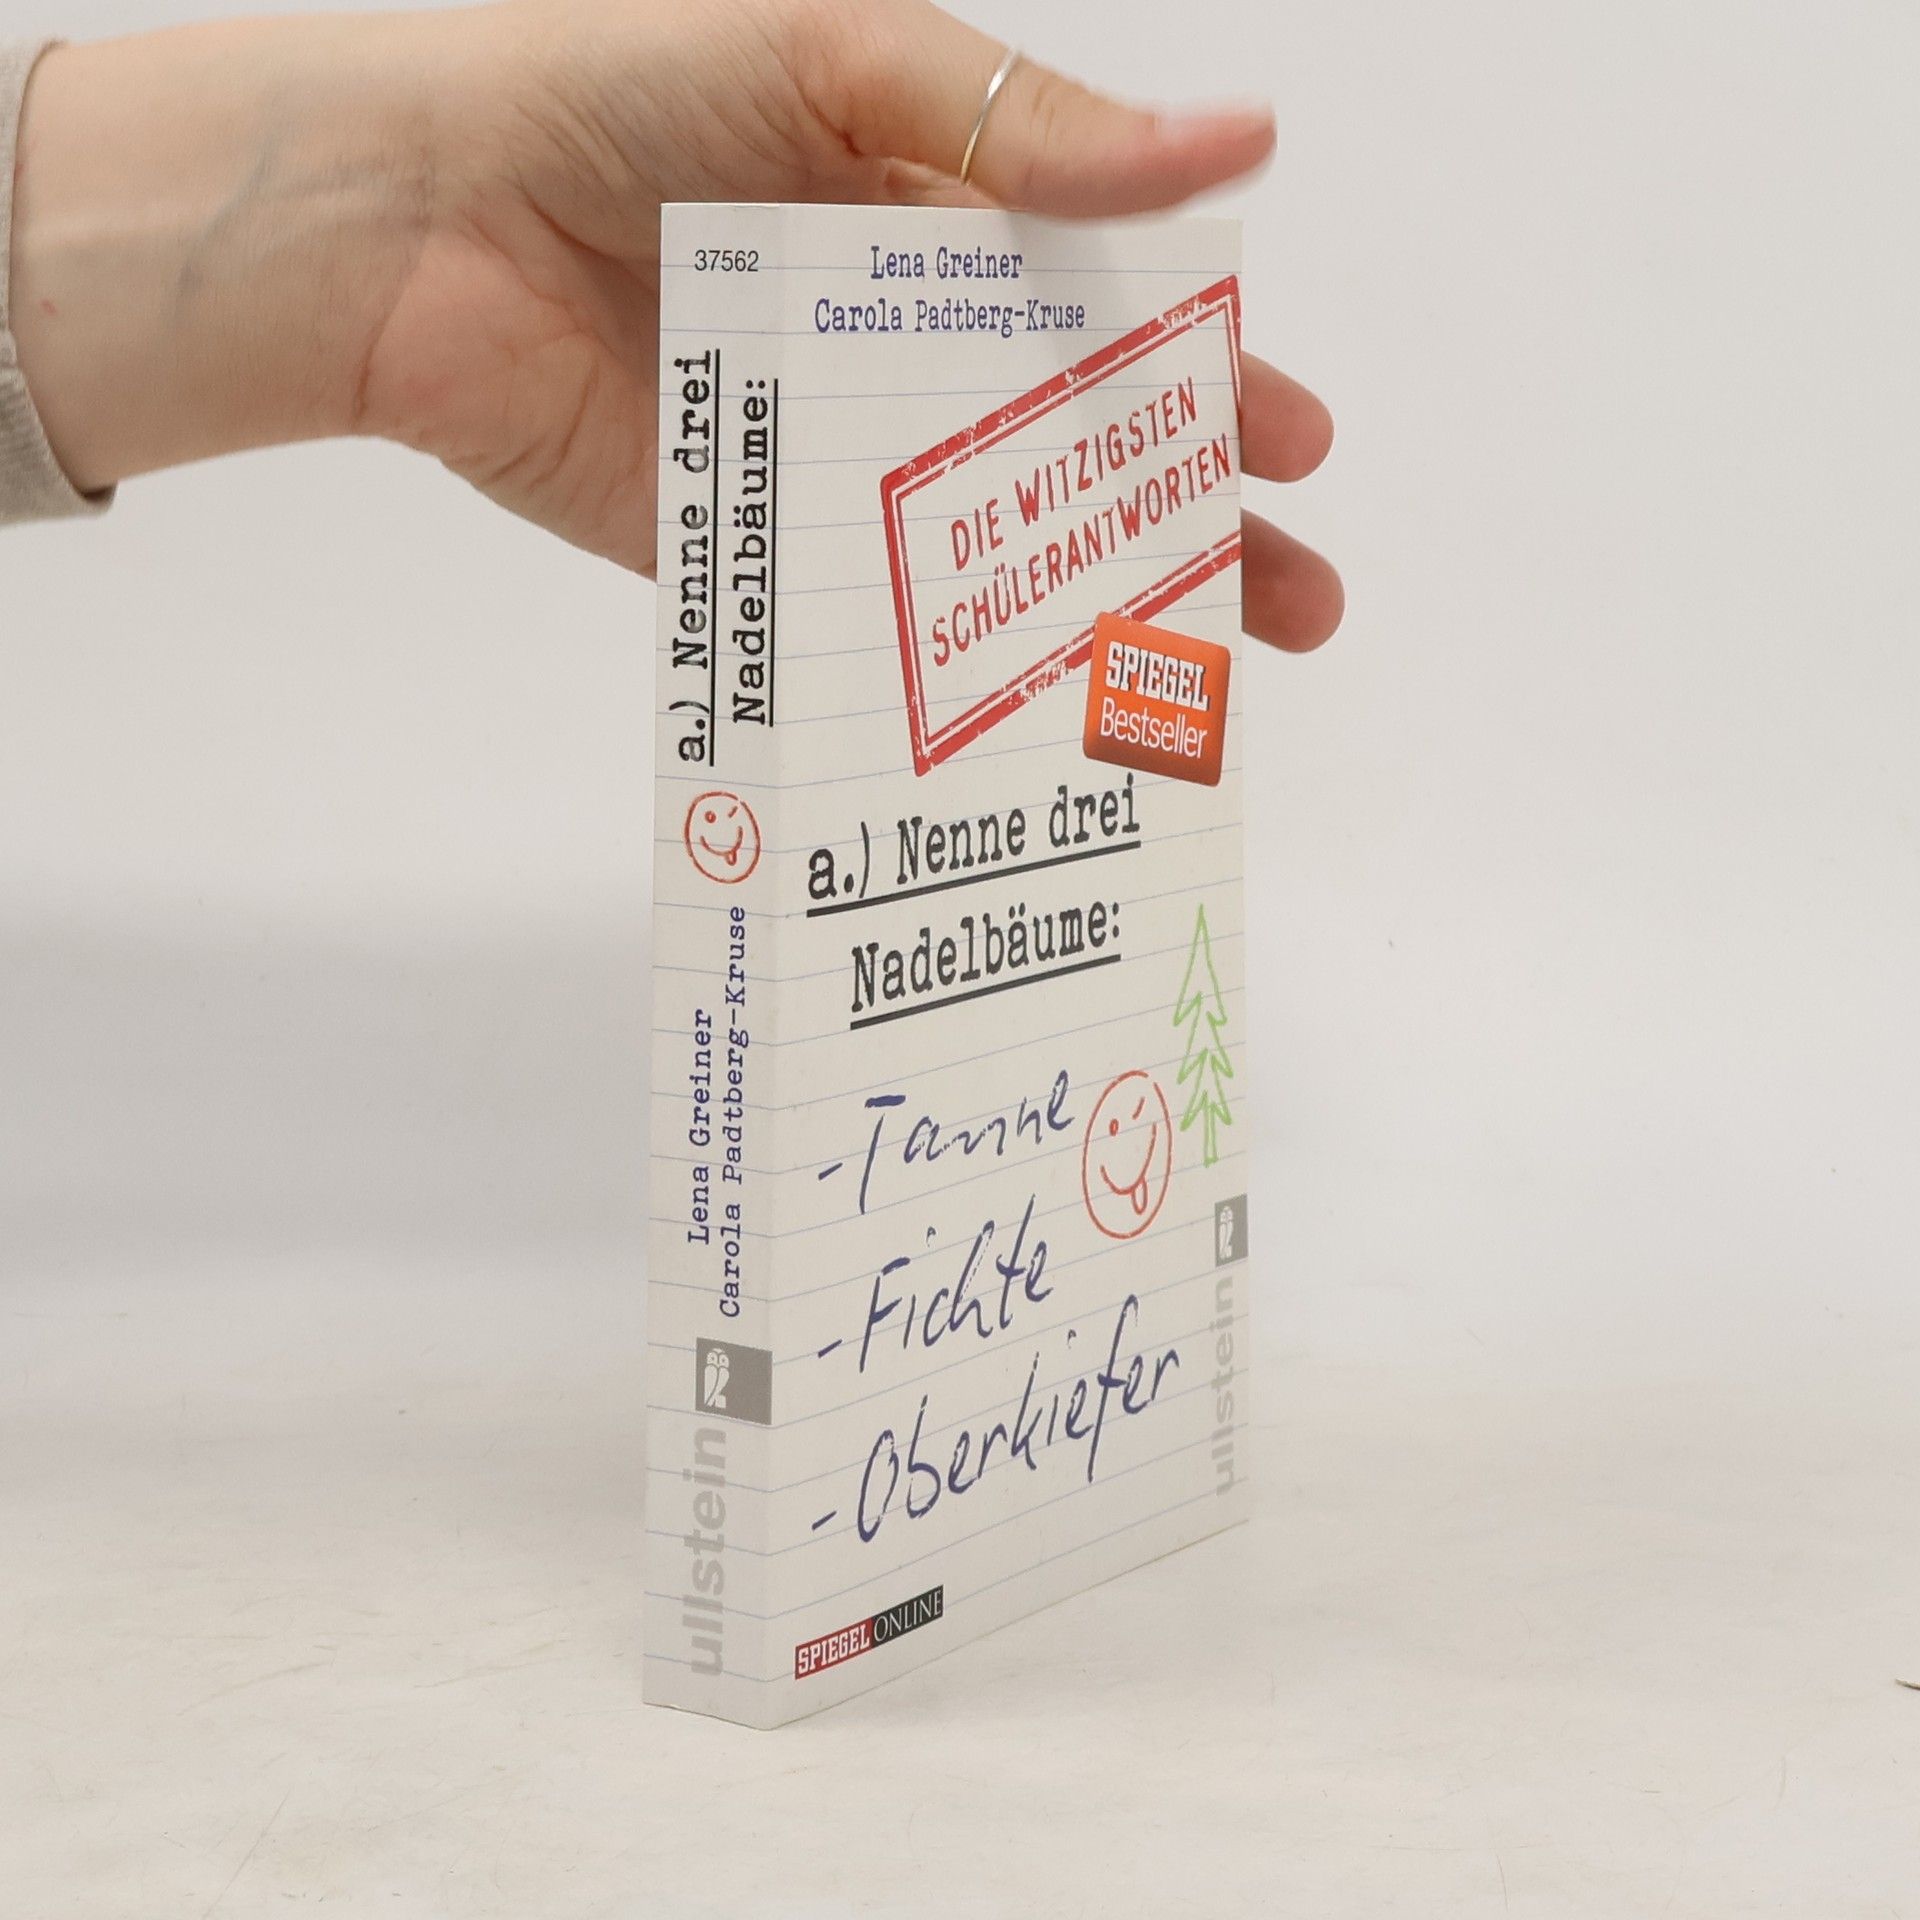 37562
a.) Nenne drei
Nadelbäume:
Lena Greiner
Carola Padtberg-Kruse
ullstein
Lena Greiner
Carola Padtberg-Kruse
DIE WITZIGSTEN
SCHÜLERANTWORTEN
SPIEGEL
Bestseller
a.) Nenne drei
Nadelbäume:
-Tanne
-Fichte
-Oberkiefer
ullstein
SPIEGEL ONLINE